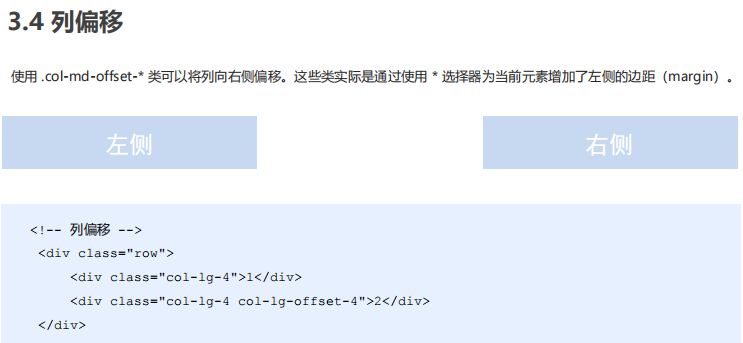 3.4 列偏移
使用 .col-md-offset-* 类可以将列向右侧偏移。这些类实际是通过使用 * 选择器为当前元素增加了左侧的边距（margin）。
左侧 右侧
<!-- 列偏移 -->
<div class="row">
<div class="col-lg-4">1</div>
<div class="col-lg-4 col-lg-offset-4">2</div>
</div>